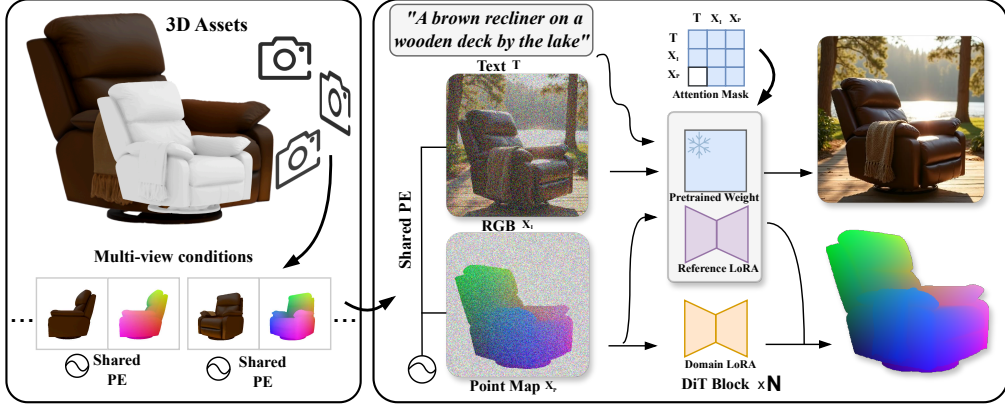 3D Assets
Multi-view conditions
...
...
Shared
PE
Shared
PE
"A brown recliner on a
wooden deck by the lake"
Text T
Shared PE
RGB X₁
Point Map Xₚ
T X₁ Xₚ
T
X₁
Xₚ
Attention Mask
Pretrained Weight
Reference LoRA
Domain LoRA
DiT Block ×N